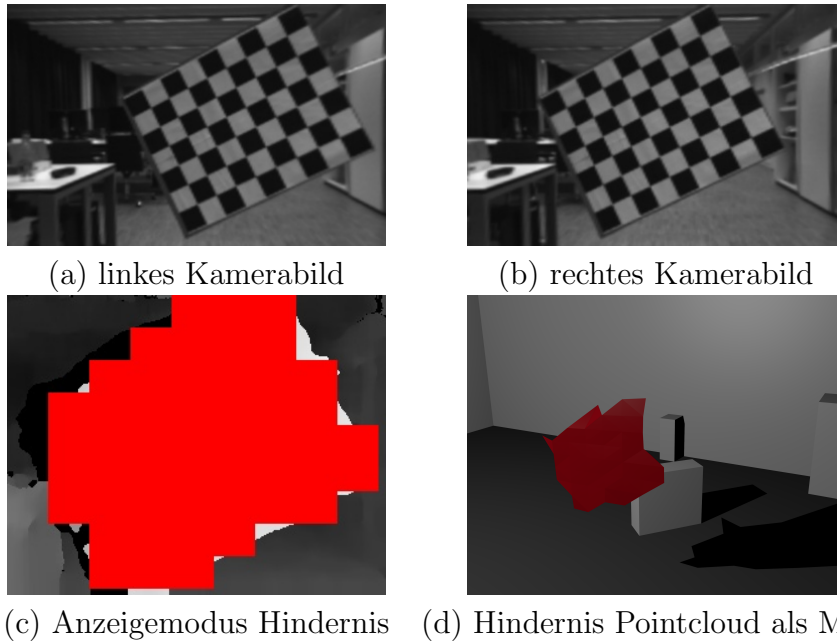 (a) linkes Kamerabild
(b) rechtes Kamerabild
(c) Anzeigemodus Hindernis
(d) Hindernis Pointcloud als M